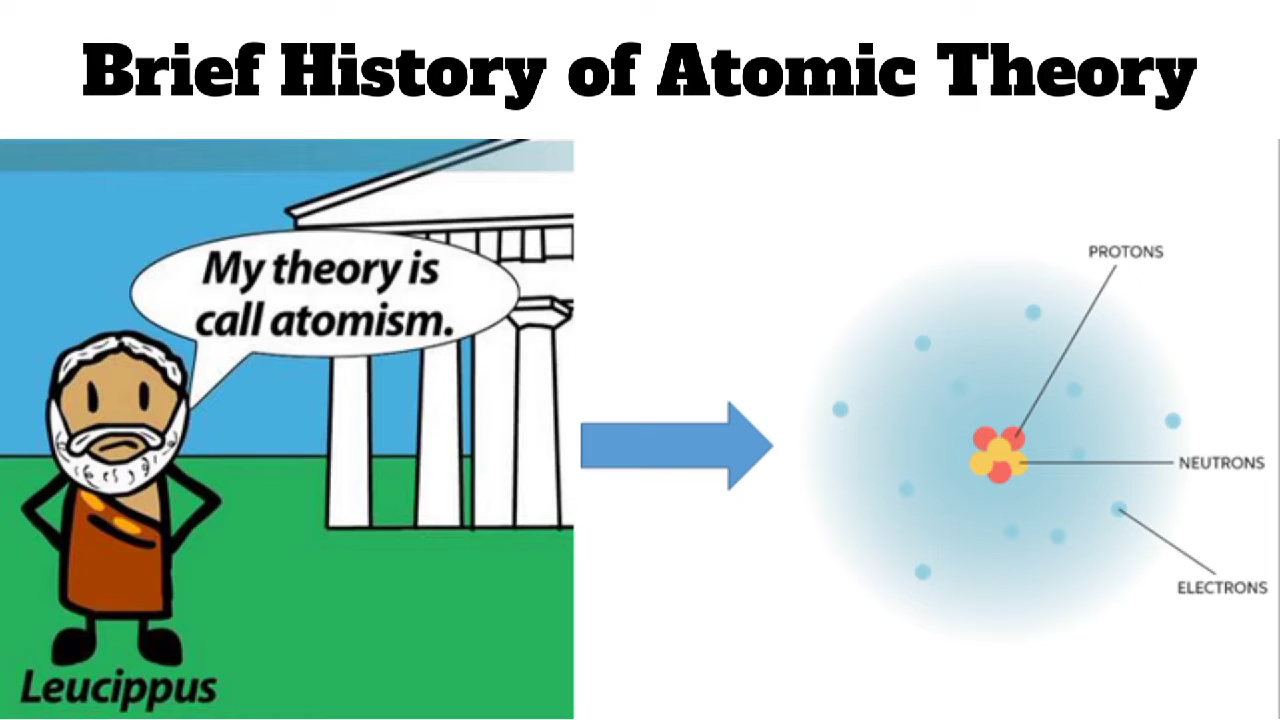 Brief History of Atomic Theory
My theory is
call atomism.
Leucippus
PROTONS
NEUTRONS
ELECTRONS